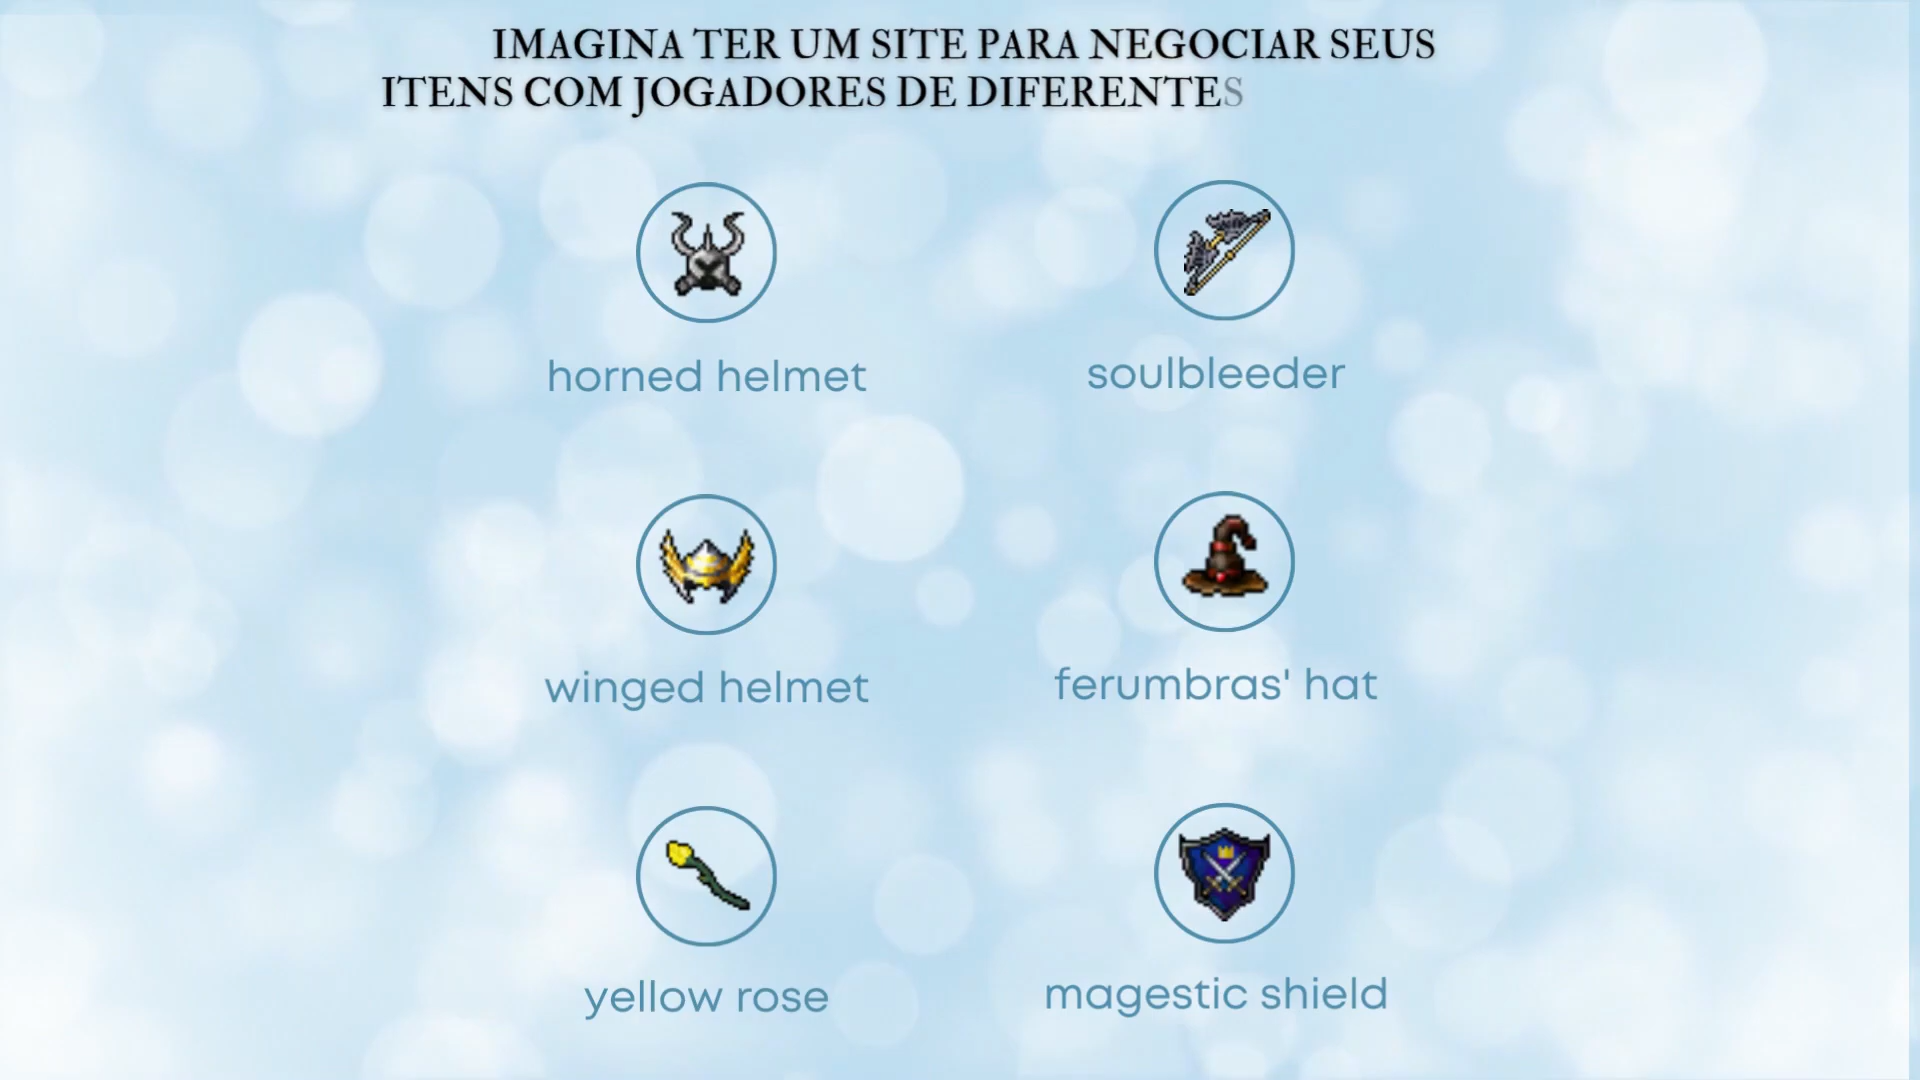 IMAGINA TER UM SITE PARA NEGOCIAR SEUS
ITENS COM JOGADORES DE DIFERENTES
horned helmet
soulbleeder
winged helmet
ferumbras' hat
yellow rose
magestic shield